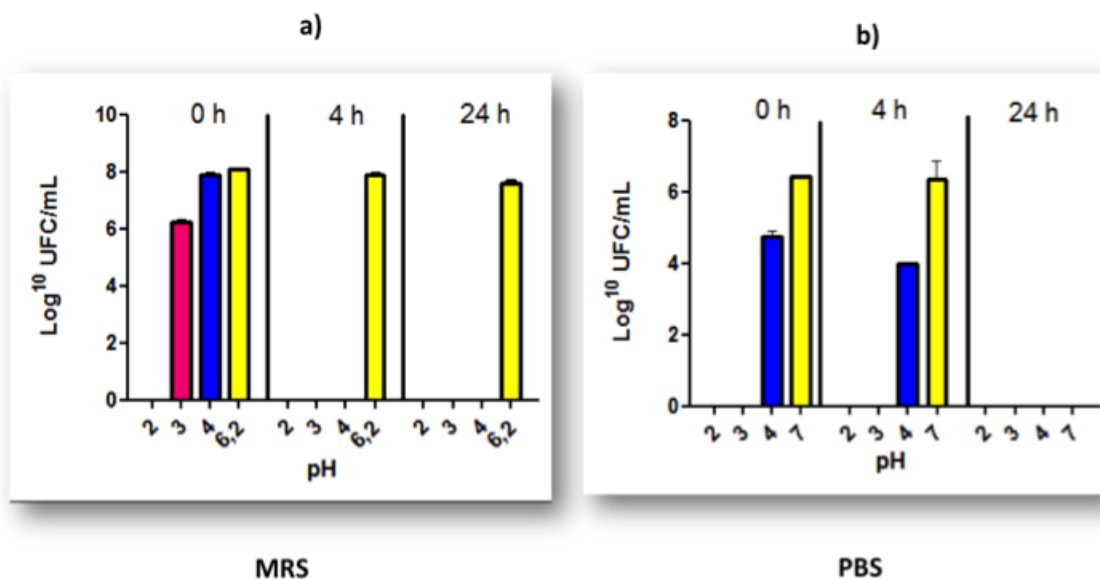 a)
0 h 4 h 24 h
10
8
6
4
2
0
Log¹⁰ UFC/mL
2 3 4 6,2 2 3 4 6,2 2 3 4 6,2
pH
MRS
b)
0 h 4 h 24 h
8
6
4
2
0
Log¹⁰ UFC/mL
2 3 4 7 2 3 4 7 2 3 4 7
pH
PBS